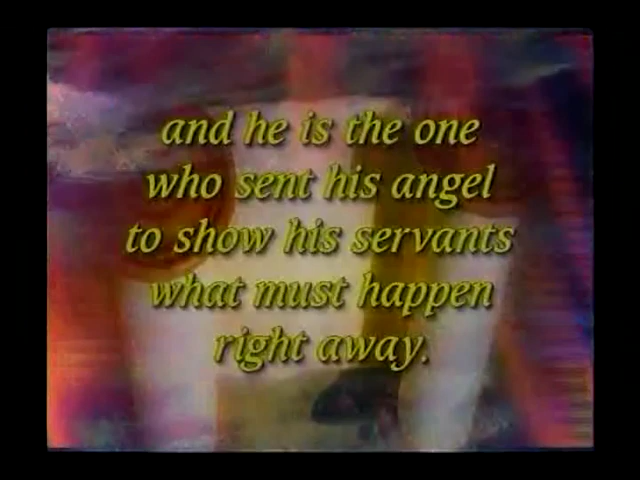 and he is the one
who sent his angel
to show his servants
what must happen
right away.